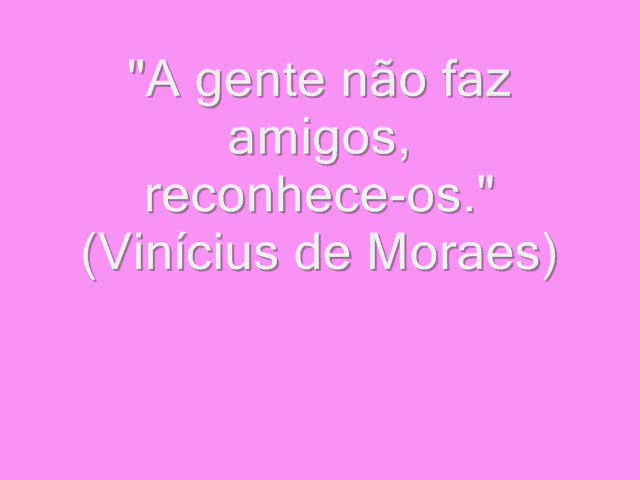 "A gente não faz
amigos,
reconhece-os."
(Vinícius de Moraes)